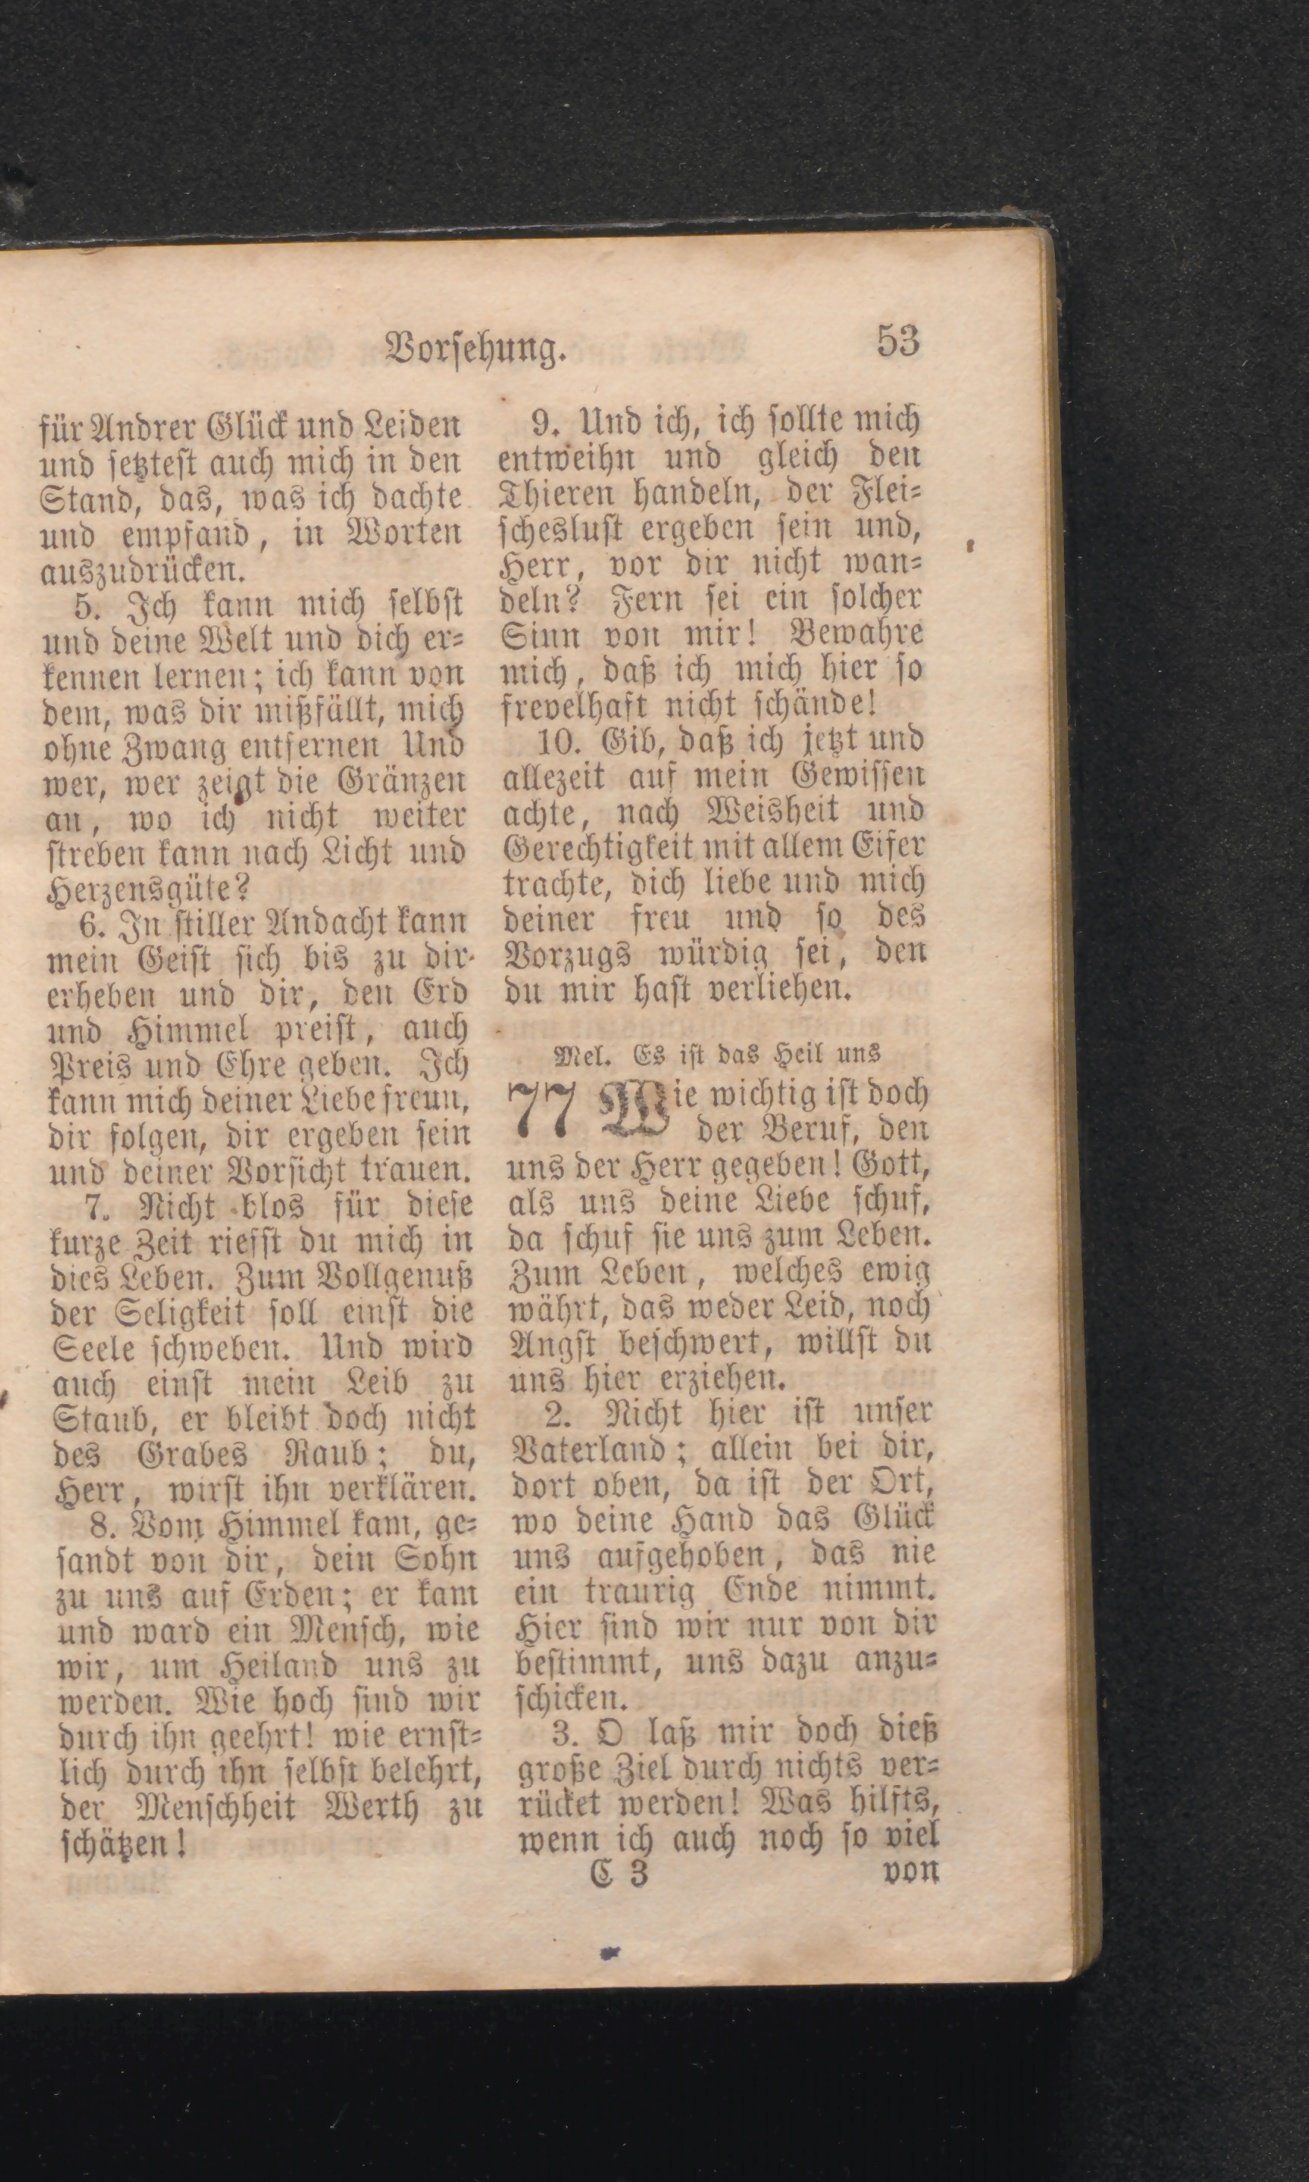 Vorsehung. 53
für Andrer Glück und Leiden
und setztest auch mich in den
Stand, das, was ich dachte
und empfand, in Worten
auszudrücken.
5. Ich kann mich selbst
und deine Welt und dich er=
kennen lernen; ich kann von
dem, was dir mißfällt, mich
ohne Zwang entfernen Und
wer, wer zeigt die Gränzen
an, wo ich nicht weiter
streben kann nach Licht und
Herzensgüte?
6. In stiller Andacht kann
mein Geist sich bis zu dir
erheben und dir, den Erd
und Himmel preist, auch
Preis und Ehre geben. Ich
kann mich deiner Liebe freun,
dir folgen, dir ergeben sein
und deiner Vorsicht trauen.
7. Nicht blos für diese
kurze Zeit riefst du mich in
dies Leben. Zum Vollgenuß
der Seligkeit soll einst die
Seele schweben. Und wird
auch einst mein Leib zu
Staub, er bleibt doch nicht
des Grabes Raub; du,
Herr, wirst ihn verklären.
8. Vom Himmel kam, ge=
sandt von dir, dein Sohn
zu uns auf Erden; er kam
und ward ein Mensch, wie
wir, um Heiland uns zu
werden. Wie hoch sind wir
durch ihn geehrt! wie ernst=
lich durch ihn selbst belehrt,
der Menschheit Werth zu
schätzen!
9. Und ich, ich sollte mich
entweihn und gleich den
Thieren handeln, der Flei=
scheslust ergeben sein und,
Herr, vor dir nicht wan=
deln? Fern sei ein solcher
Sinn von mir! Bewahre
mich, daß ich mich hier so
frevelhaft nicht schände!
10. Gib, daß ich jetzt und
allezeit auf mein Gewissen
achte, nach Weisheit und
Gerechtigkeit mit allem Eifer
trachte, dich liebe und mich
deiner freu und so des
Vorzugs würdig sei, den
du mir hast verliehen.
Mel. Es ist das Heil uns
77 Wie wichtig ist doch
der Beruf, den
uns der Herr gegeben! Gott,
als uns deine Liebe schuf,
da schuf sie uns zum Leben.
Zum Leben, welches ewig
währt, das weder Leid, noch
Angst beschwert, willst du
uns hier erziehen.
2. Nicht hier ist unser
Vaterland; allein bei dir,
dort oben, da ist der Ort,
wo deine Hand das Glück
uns aufgehoben, das nie
ein traurig Ende nimmt.
Hier sind wir nur von dir
bestimmt, uns dazu anzu=
schicken.
3. O laß mir doch dieß
große Ziel durch nichts ver=
rücket werden! Was hilfts,
wenn ich auch noch so viel
C 3 von